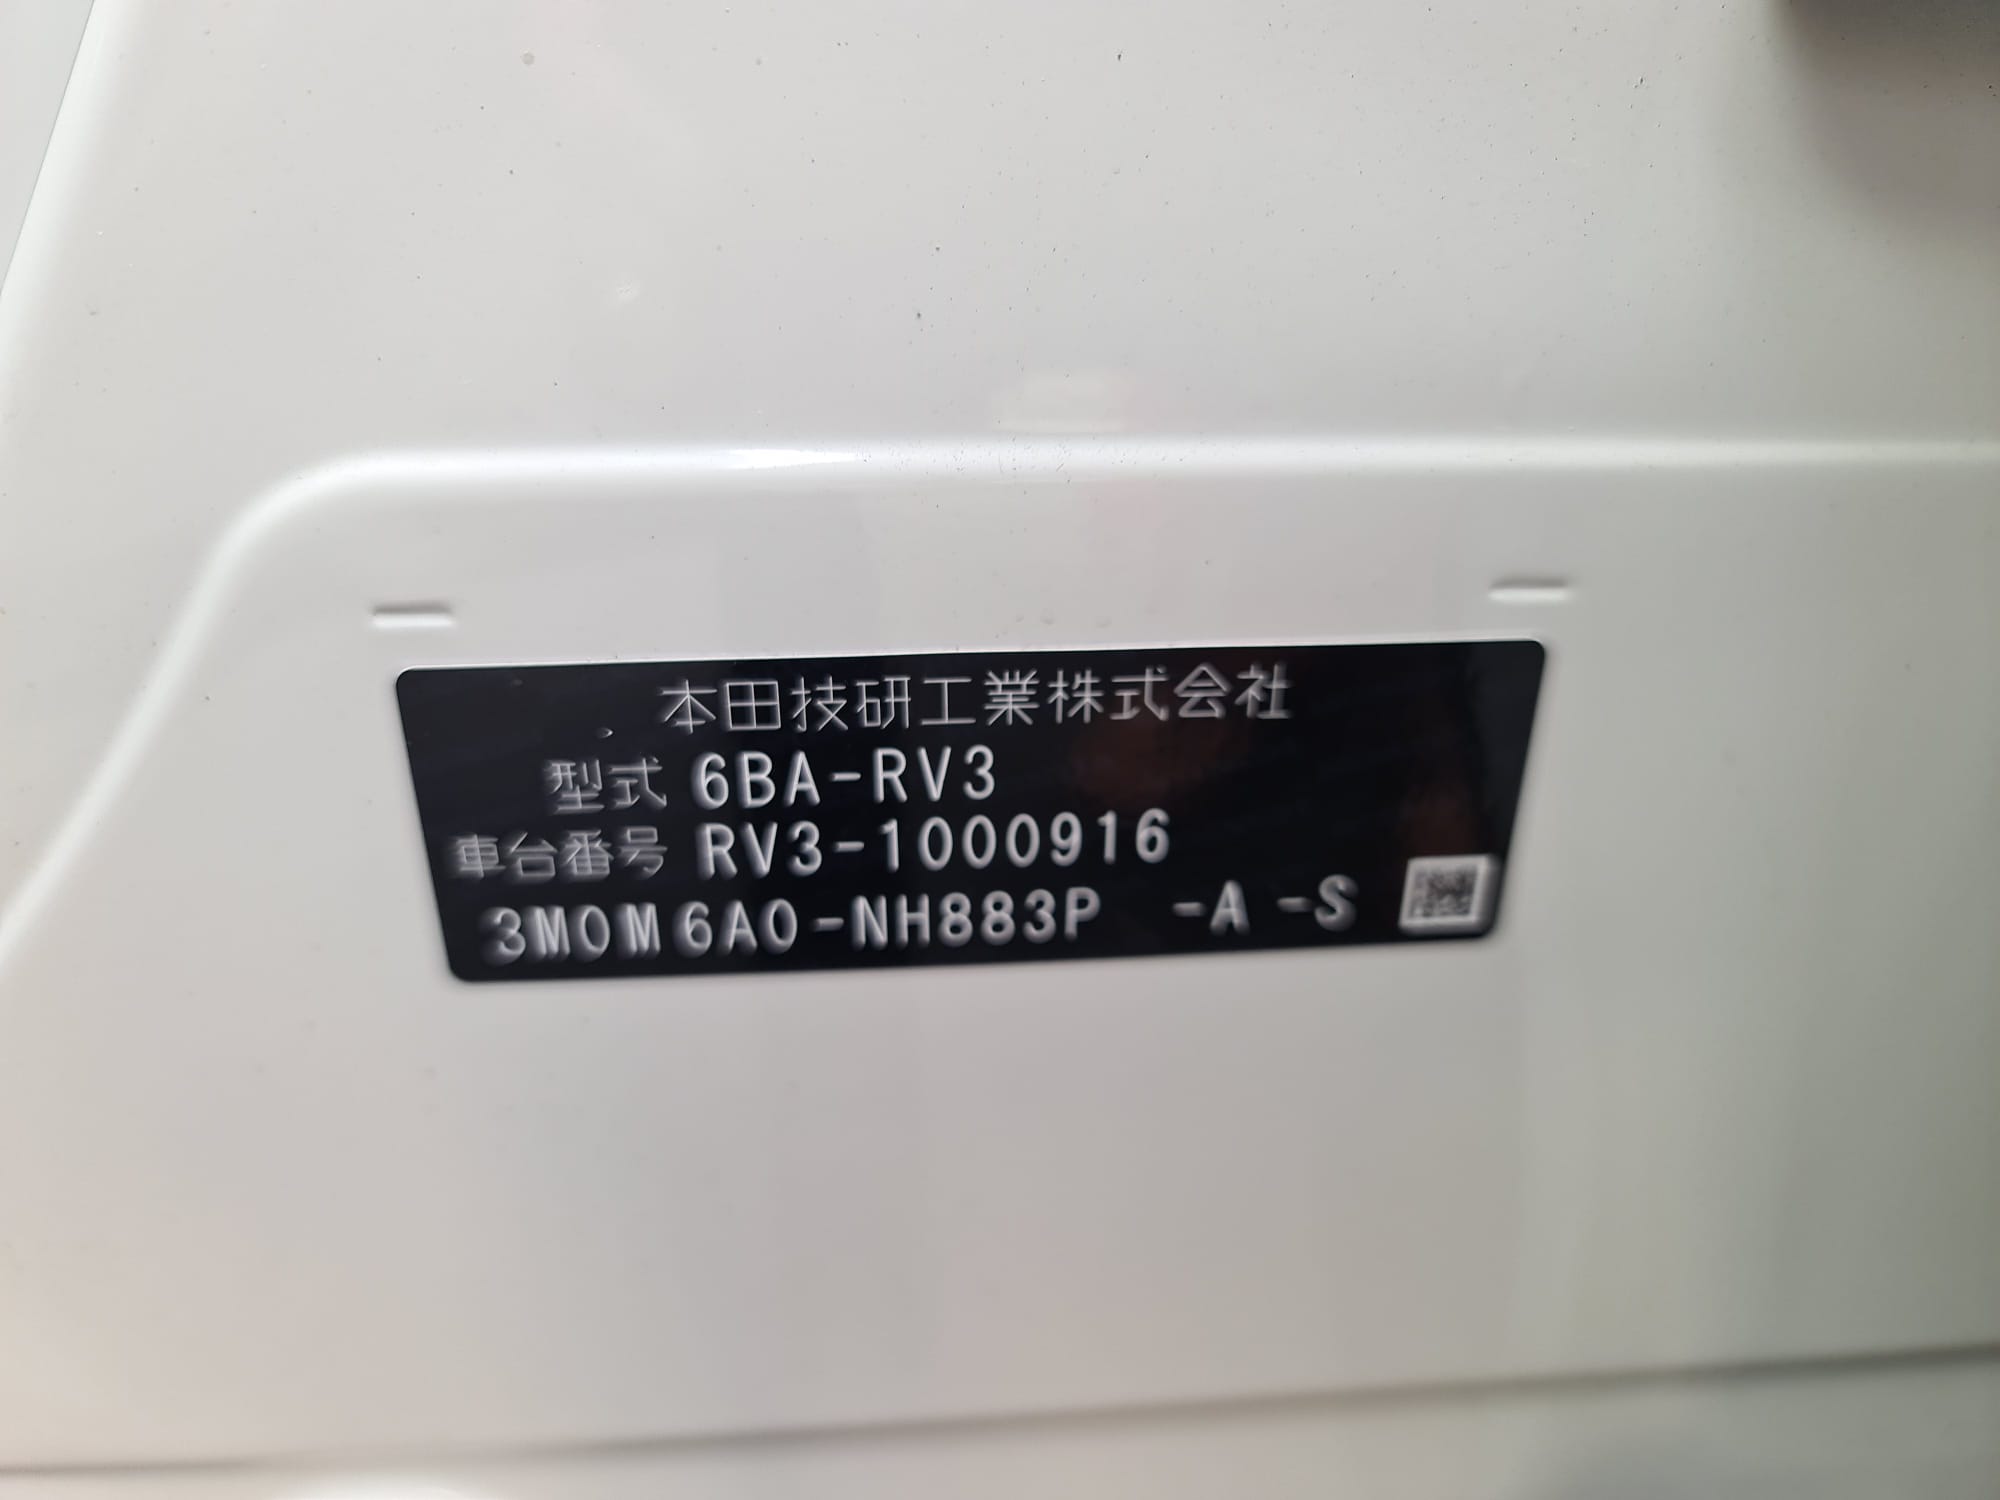 本田技研工業株式会社
型式 6BA-RV3
車台番号 RV3-1000916
3M0M6A0-NH883P -A -S